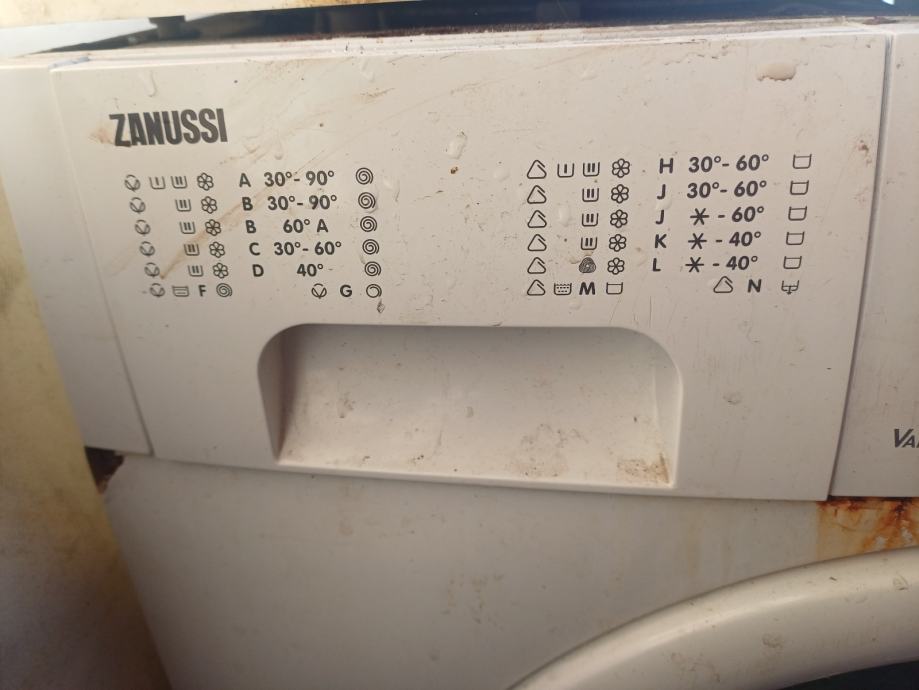 ZANUSSI
A 30°- 90°
B 30°- 90°
B 60° A
C 30°- 60°
D 40°
F G
H 30°- 60°
J 30°- 60°
J * - 60°
K * - 40°
L * - 40°
M N